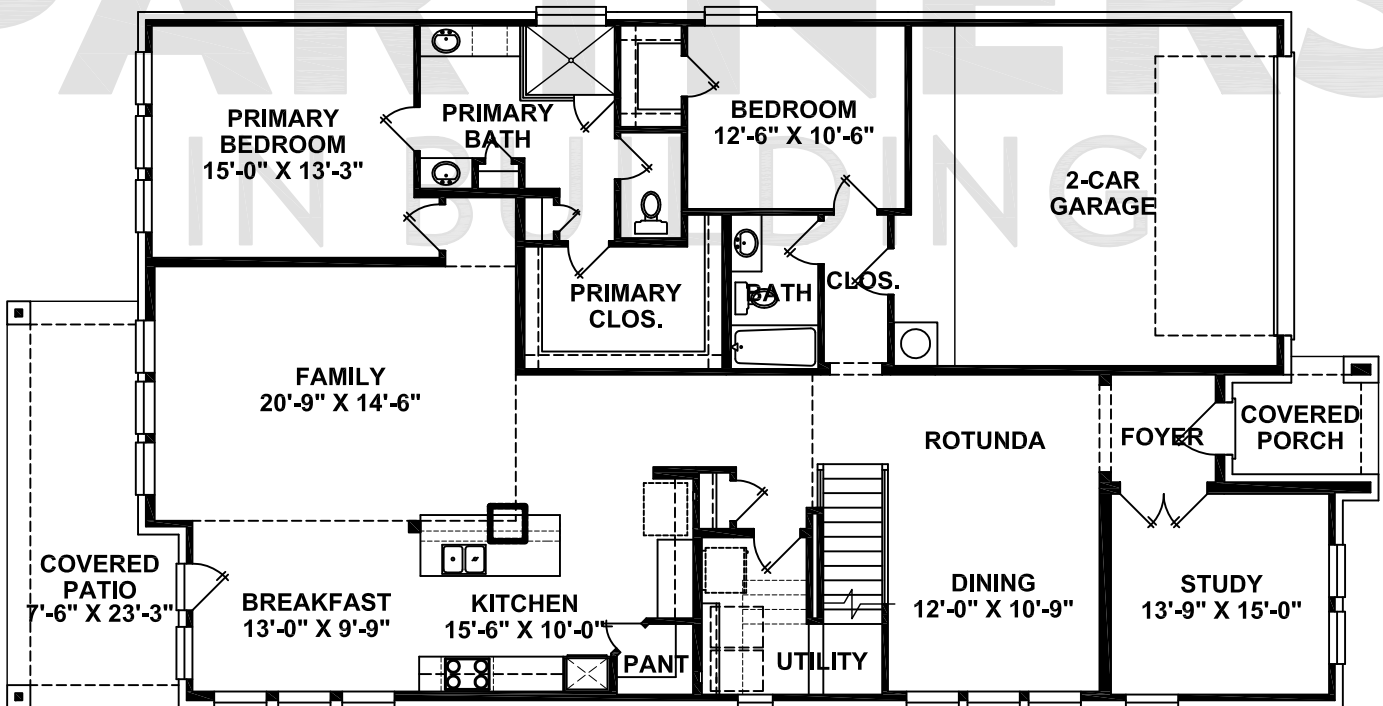 PARTNERS
IN BUILDING
PRIMARY
BEDROOM
15'-0" X 13'-3"
PRIMARY
BATH
BEDROOM
12'-6" X 10'-6"
2-CAR
GARAGE
PRIMARY
CLOS.
BATH
CLOS.
FAMILY
20'-9" X 14'-6"
ROTUNDA
FOYER
COVERED
PORCH
COVERED
PATIO
7'-6" X 23'-3"
BREAKFAST
13'-0" X 9'-9"
KITCHEN
15'-6" X 10'-0"
PANT
UTILITY
DINING
12'-0" X 10'-9"
STUDY
13'-9" X 15'-0"